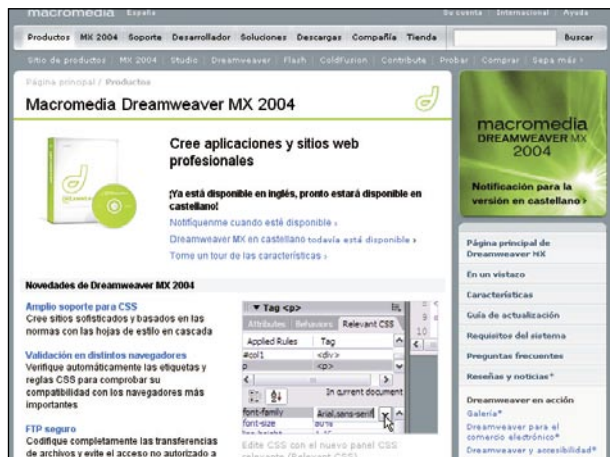 macromedia España Su cuenta Internacional Ayuda
Productos MX 2004 Soporte Desarrollador Soluciones Descargas Compañía Tienda Buscar
Sitio de productos | MX 2004 | Studio | Dreamweaver | Flash | ColdFusion | Contribute | Probar | Comprar | Sepa más ›
Página principal / Productos
Macromedia Dreamweaver MX 2004
Cree aplicaciones y sitios web
profesionales
¡Ya está disponible en inglés, pronto estará disponible en
castellano!
Notifíquenme cuando esté disponible ›
Dreamweaver MX en castellano todavía está disponible ›
Tome un tour de las características ›
DREAMWEAVER
Novedades de Dreamweaver MX 2004
Amplio soporte para CSS
Cree sitios sofisticados y basados en las
normas con las hojas de estilo en cascada
Validación en distintos navegadores
Verifique automáticamente las etiquetas y
reglas CSS para comprobar su
compatibilidad con los navegadores más
importantes
FTP seguro
Codifique completamente las transferencias
de archivos y evite el acceso no autorizado a
▼ Tag <p>
Attributes Behaviors Relevant CSS
Applied Rules Tag
#col1 <div>
p <p>
In current document
font-family Arial,sans-serif
font-size 80%
line-height
9
10
Edite CSS con el nuevo panel CSS
relevante (Relevant CSS)
macromedia
DREAMWEAVER MX
2004
Notificación para la
versión en castellano ›
Página principal de
Dreamweaver MX
En un vistazo
Características
Guía de actualización
Requisitos del sistema
Preguntas frecuentes
Reseñas y noticias*
Dreamweaver en acción
Galería*
Dreamweaver para el
comercio electrónico*
Dreamweaver y accesibilidad*